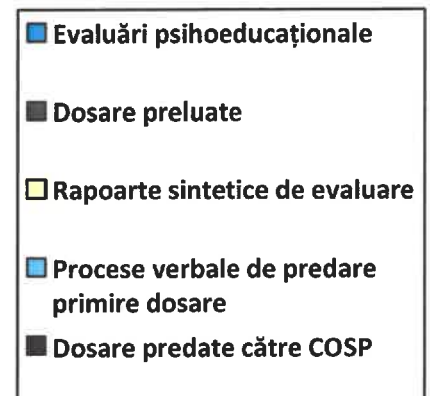 Evaluări psihoeducaționale
Dosare preluate
Rapoarte sintetice de evaluare
Procese verbale de predare
primire dosare
Dosare predate către COSP